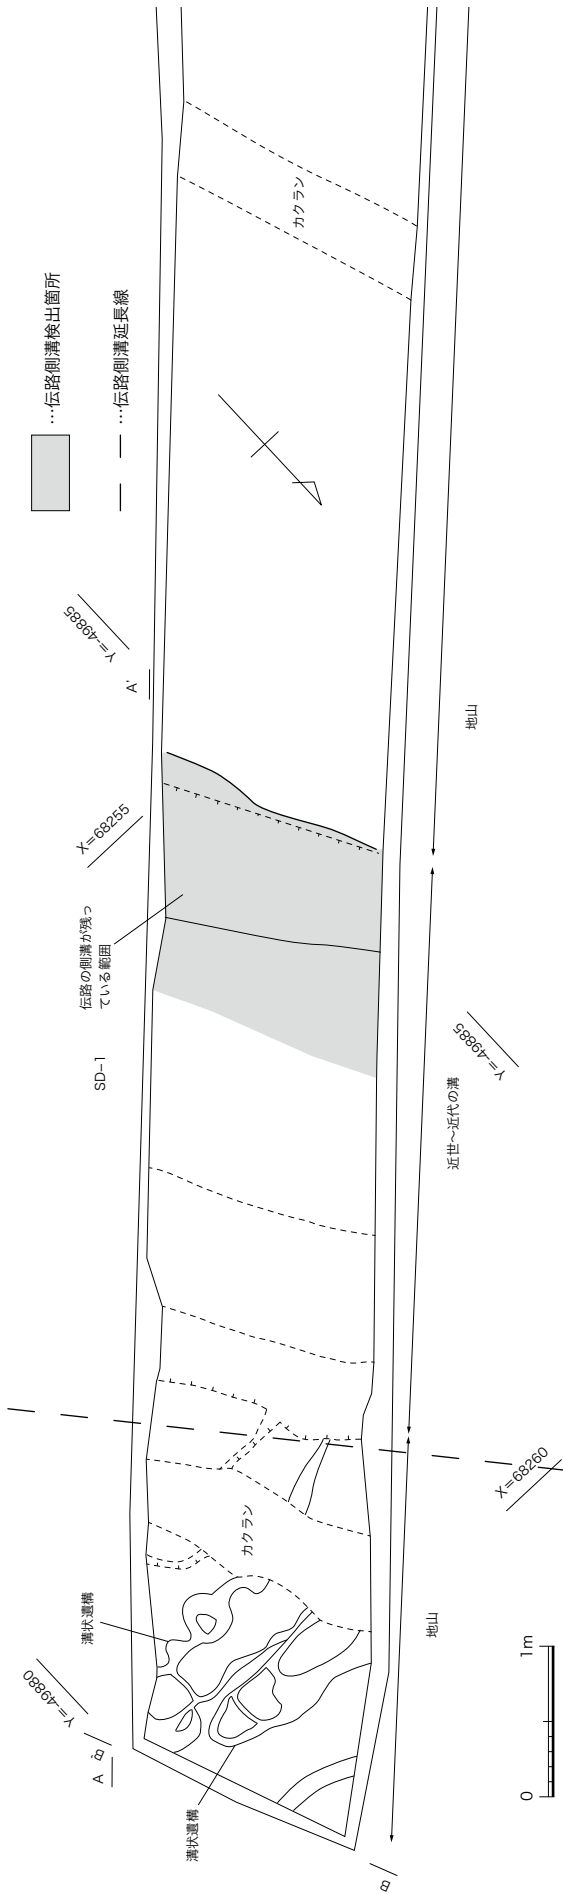 カクラン
…伝路側溝検出箇所
…伝路側溝延長線
Y=-49885
A'
地山
X=68255
伝路の側溝が残っ
ている範囲
SD-1
Y=-49885
近世～近代の溝
X=68260
カクラン
溝状遺構
地山
Y=-49880
B'
A
溝状遺構
B
0
1m